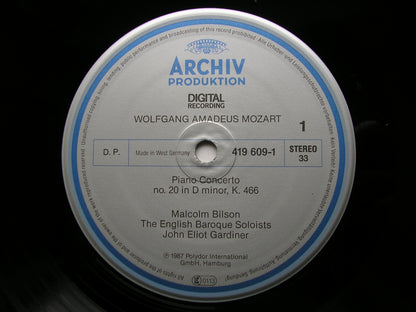 ARCHIV
PRODUKTION
DIGITAL
RECORDING
WOLFGANG AMADEUS MOZART
1
D. P.
Made in West Germany
419 609-1
STEREO
33
Piano Concerto
no. 20 in D minor, K. 466
Malcolm Bilson
The English Baroque Soloists
John Eliot Gardiner
℗ 1987 Polydor International
GmbH, Hamburg